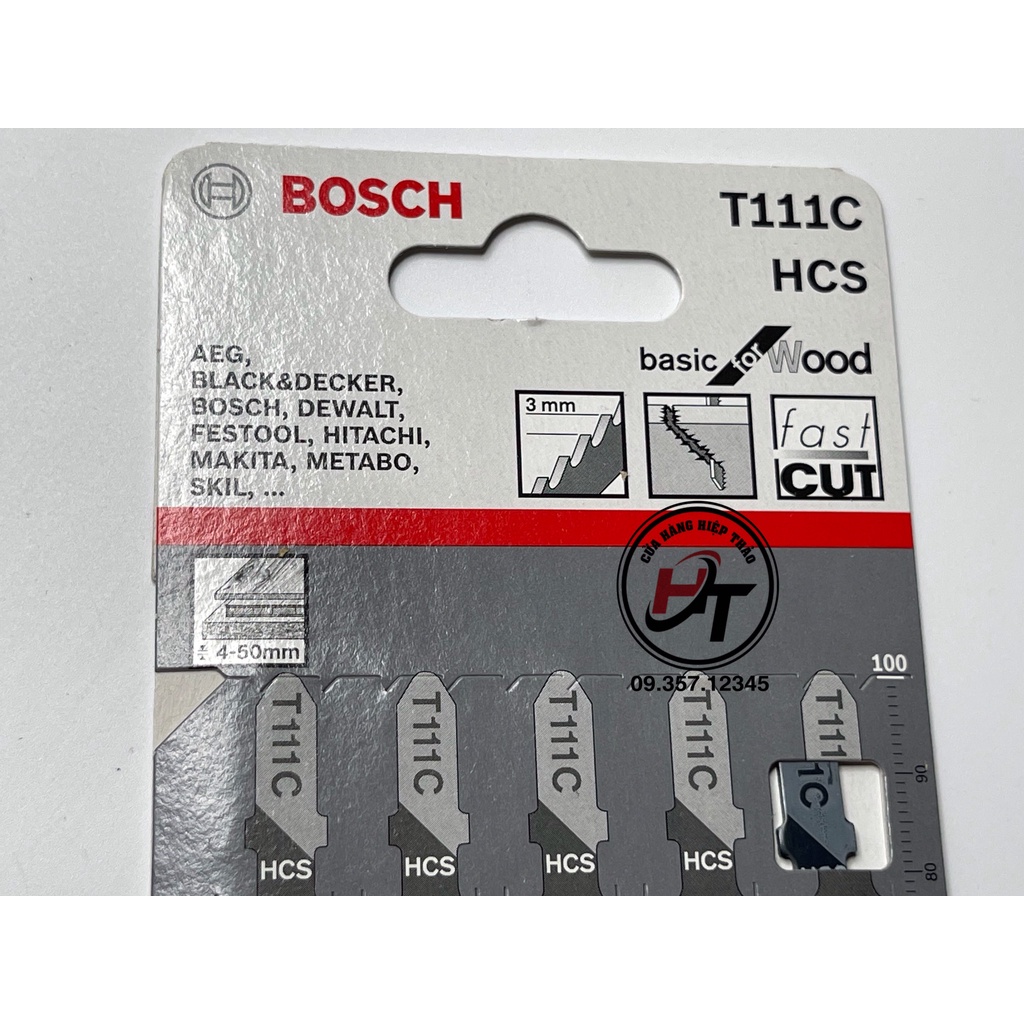 BOSCH
T111C
HCS
basic for Wood
AEG,
BLACK&DECKER,
BOSCH, DEWALT,
FESTOOL, HITACHI,
MAKITA, METABO,
SKIL, ...
3 mm
fast
CUT
CỬA HÀNG HIỆP THẢO
HT
09.357.12345
4-50mm
100
90
80
T111C
T111C
T111C
T111C
T111
1C
HCS
HCS
HCS
HCS
HCS